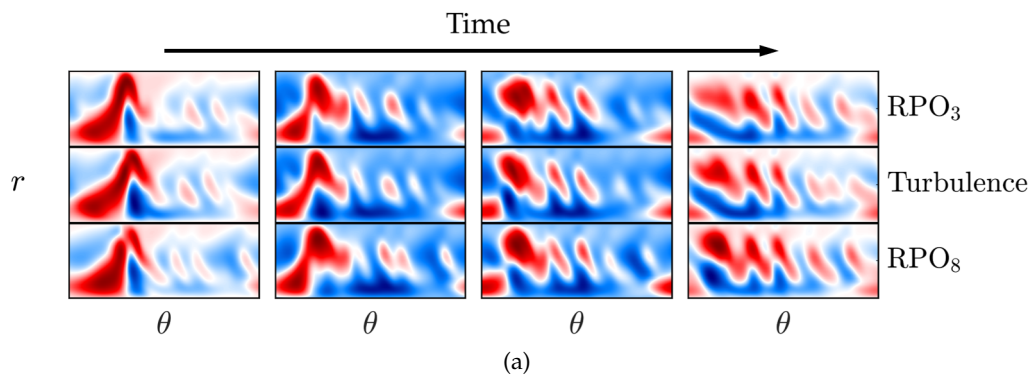 Time
RPO₃
r
Turbulence
RPO₈
θ θ θ θ
(a)